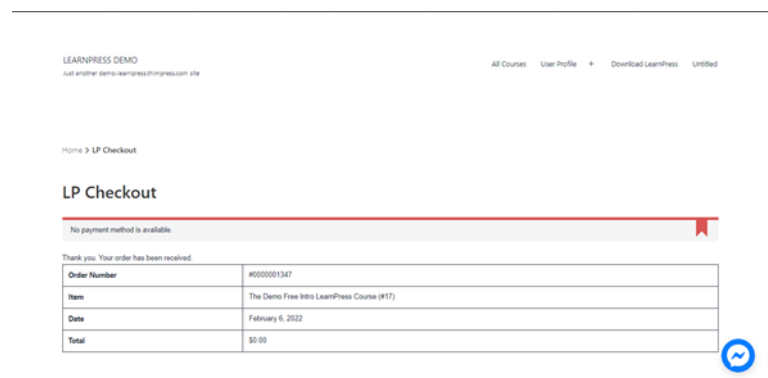 LEARNPRESS DEMO
Just another demo.learnpress.thimpress.com site
All Courses User Profile + Download LearnPress Untitled
Home > LP Checkout
LP Checkout
No payment method is available.
Thank you. Your order has been received.
Order Number #0000001347
Item The Demo Free Intro LearnPress Course (#17)
Date February 6, 2022
Total $0.00